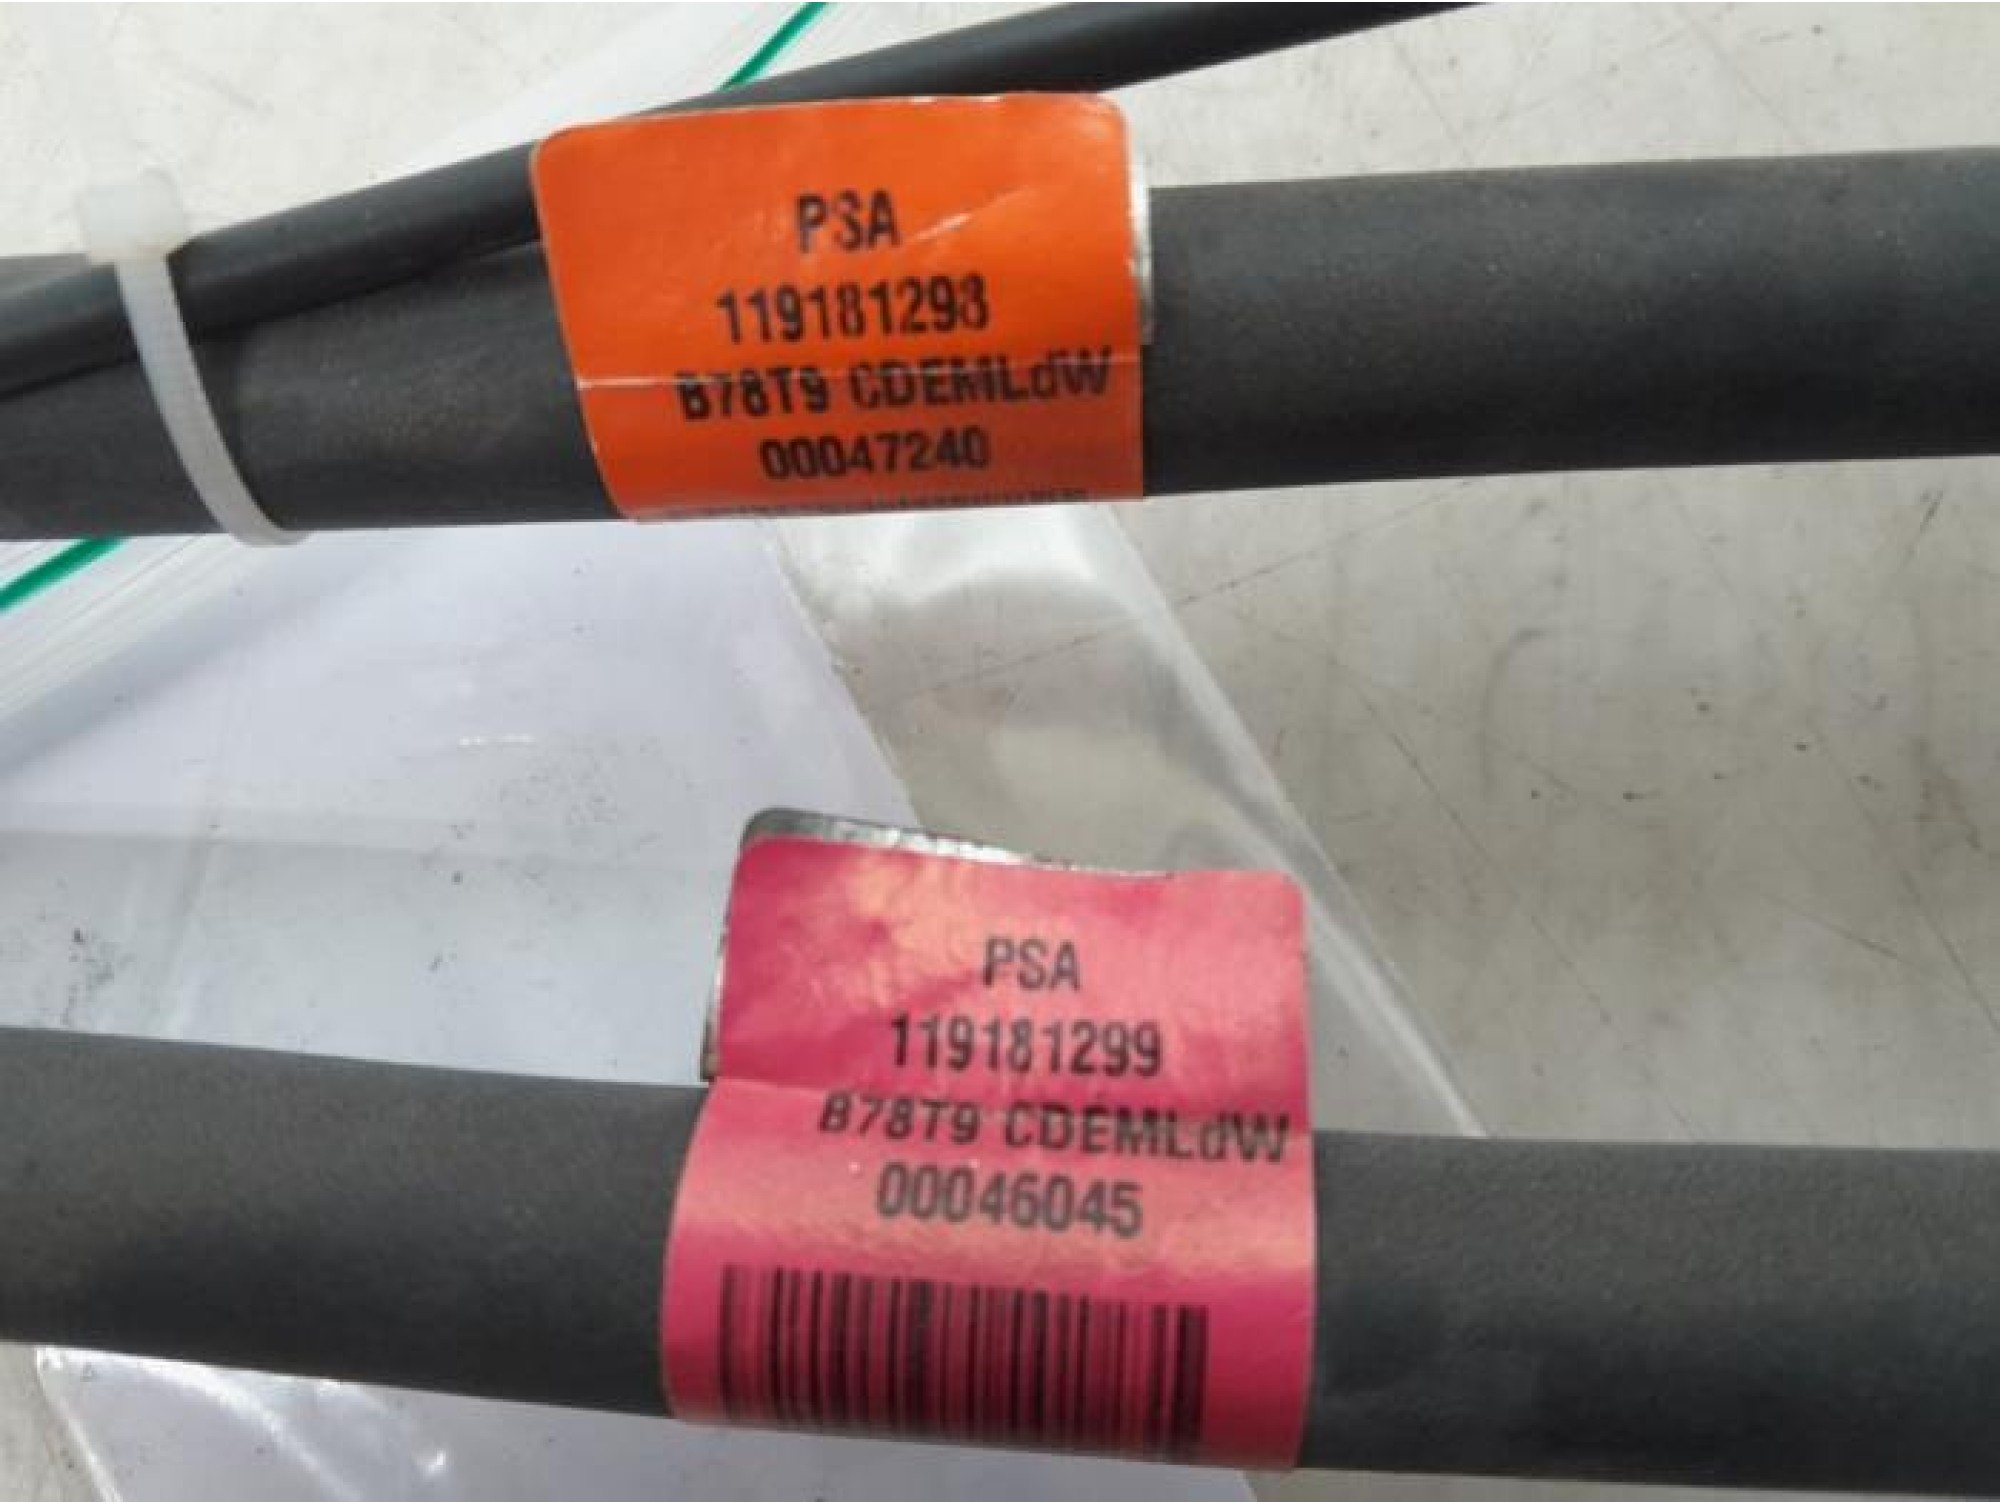 PSA
119181298
B78T9 CDEMLdW
00047240
PSA
119181299
B78T9 CDEMLdW
00046045